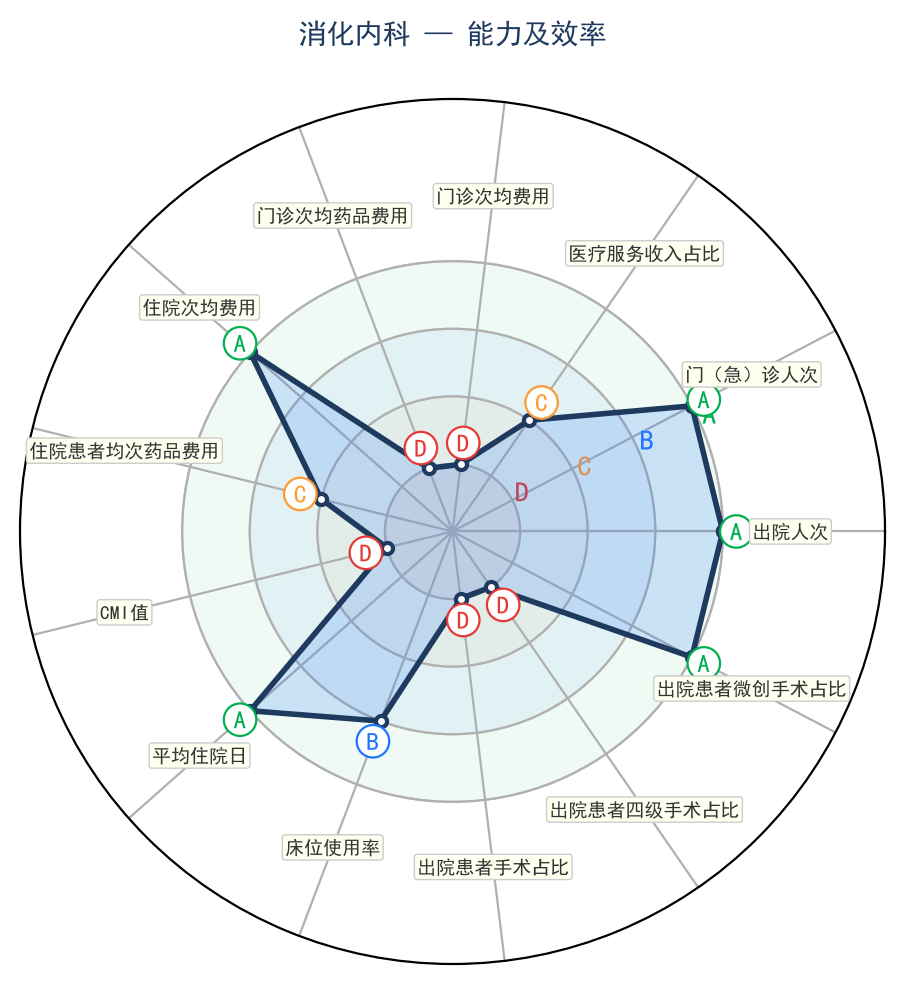 消化内科 — 能力及效率
门诊次均费用
门诊次均药品费用
医疗服务收入占比
住院次均费用
A
门（急）诊人次
A
A
C
B
D
D
住院患者均次药品费用
C
C
D
A
出院人次
D
CMI值
D
D
A
出院患者微创手术占比
A
B
平均住院日
出院患者四级手术占比
床位使用率
出院患者手术占比